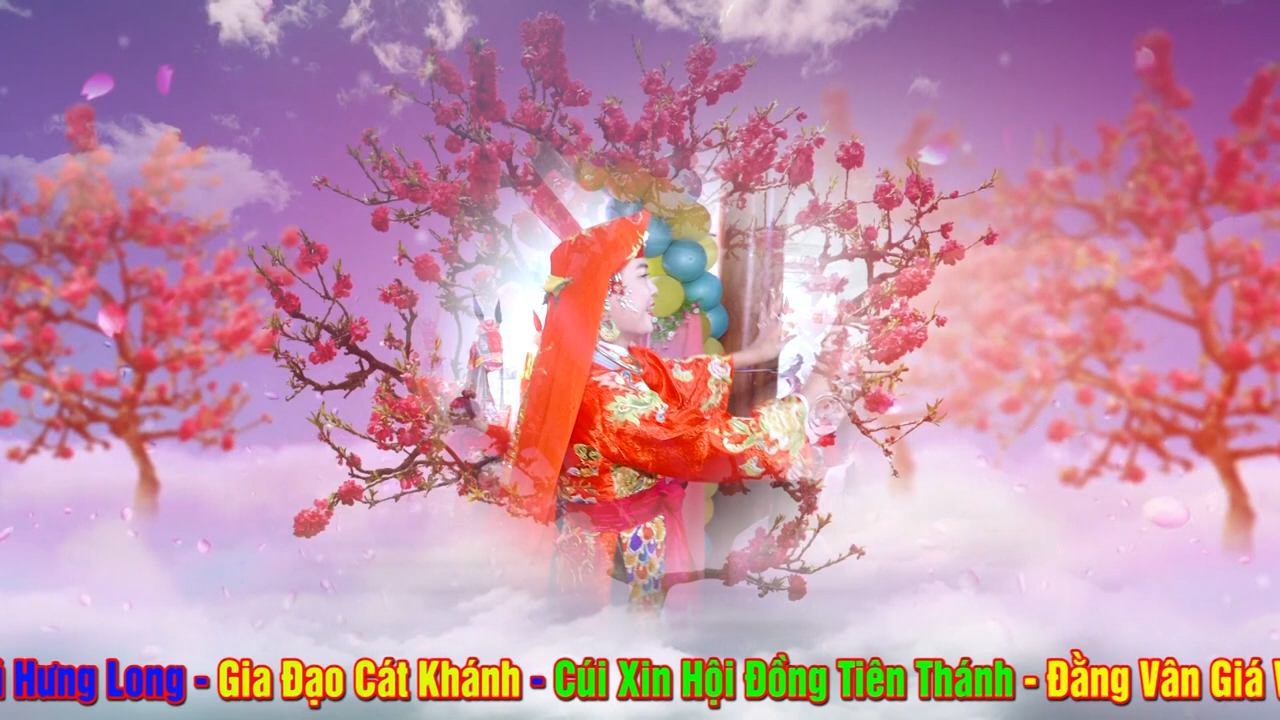 Hưng Long - Gia Đạo Cát Khánh - Cúi Xin Hội Đồng Tiên Thánh - Đằng Vân Giá